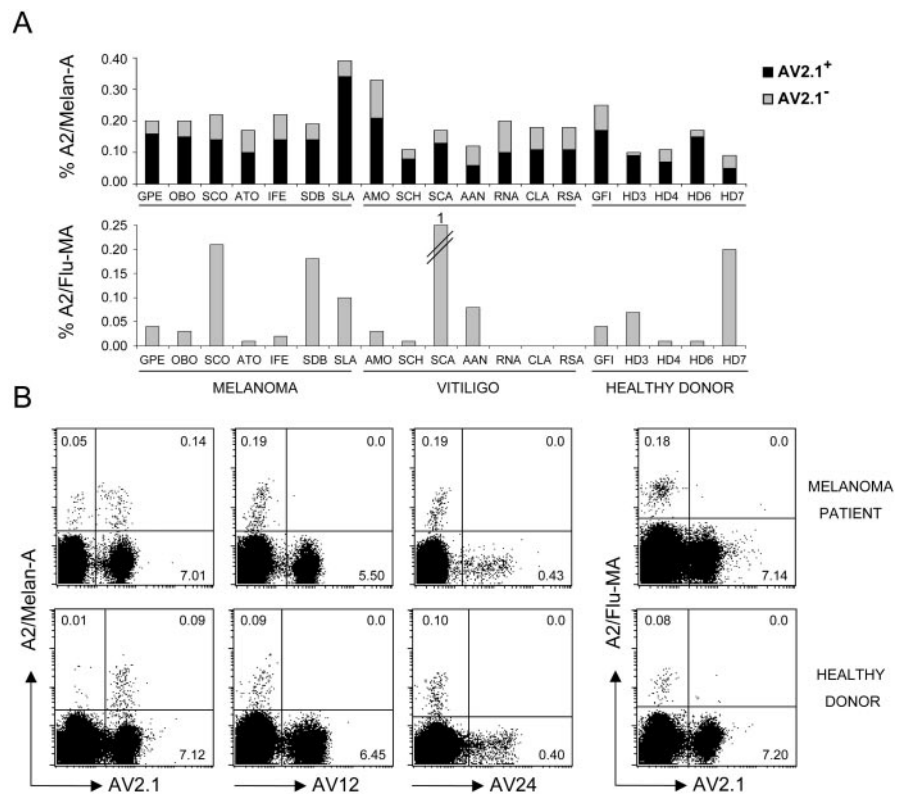 A
% A2/Melan-A
0.40
0.30
0.20
0.10
0.00
AV2.1+
AV2.1-
GPE OBO SCO ATO IFE SDB SLA AMO SCH SCA AAN RNA CLA RSA GFI HD3 HD4 HD6 HD7
% A2/Flu-MA
0.25
0.20
0.15
0.10
0.05
0.00
1
GPE OBO SCO ATO IFE SDB SLA AMO SCH SCA AAN RNA CLA RSA GFI HD3 HD4 HD6 HD7
MELANOMA VITILIGO HEALTHY DONOR
B
A2/Melan-A
0.05 0.14
7.01
0.19 0.0
5.50
0.19 0.0
0.43
A2/Flu-MA
0.18 0.0
7.14
MELANOMA
PATIENT
0.01 0.09
7.12
0.09 0.0
6.45
0.10 0.0
0.40
0.08 0.0
7.20
HEALTHY
DONOR
AV2.1 AV12 AV24 AV2.1